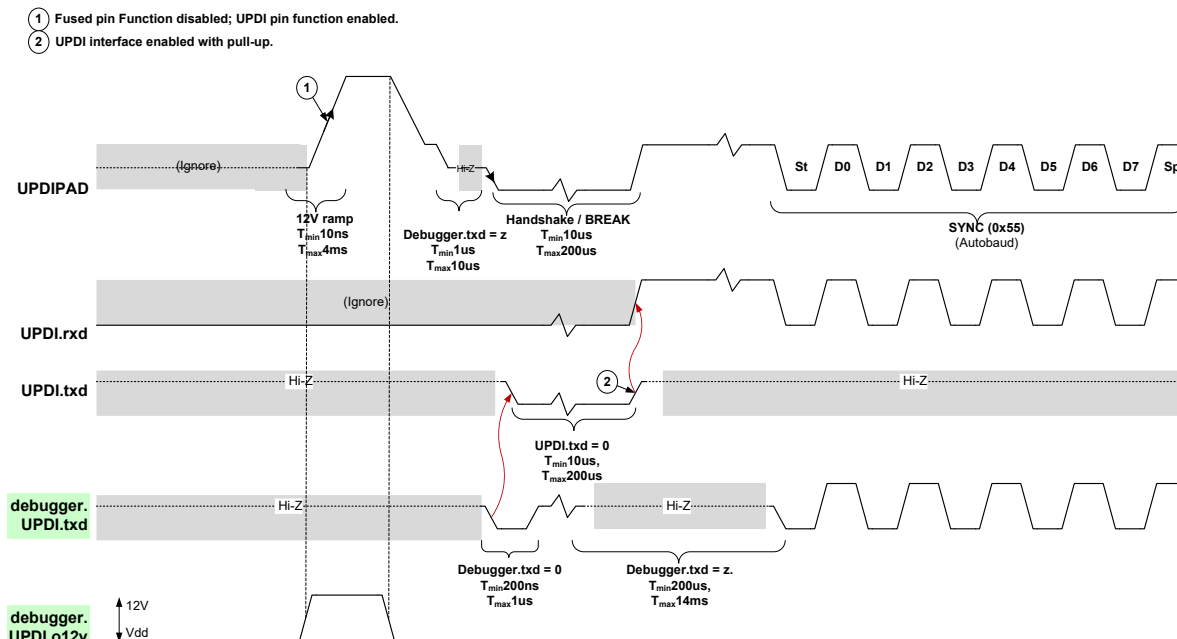 1 Fused pin Function disabled; UPDI pin function enabled.
2 UPDI interface enabled with pull-up.
1
(Ignore)
Hi-Z
St D0 D1 D2 D3 D4 D5 D6 D7 Sp
UPDIPAD
12V ramp
Tmin10ns
Tmax4ms
Debugger.txd = z
Tmin1us
Tmax10us
Handshake / BREAK
Tmin10us
Tmax200us
SYNC (0x55)
(Autobaud)
(Ignore)
UPDI.rxd
Hi-Z
2
Hi-Z
UPDI.txd
UPDI.txd = 0
Tmin10us,
Tmax200us
debugger.
UPDI.txd
Hi-Z
Hi-Z
Debugger.txd = 0
Tmin200ns
Tmax1us
Debugger.txd = z.
Tmin200us,
Tmax14ms
debugger.
UPDI.o12v
12V
Vdd